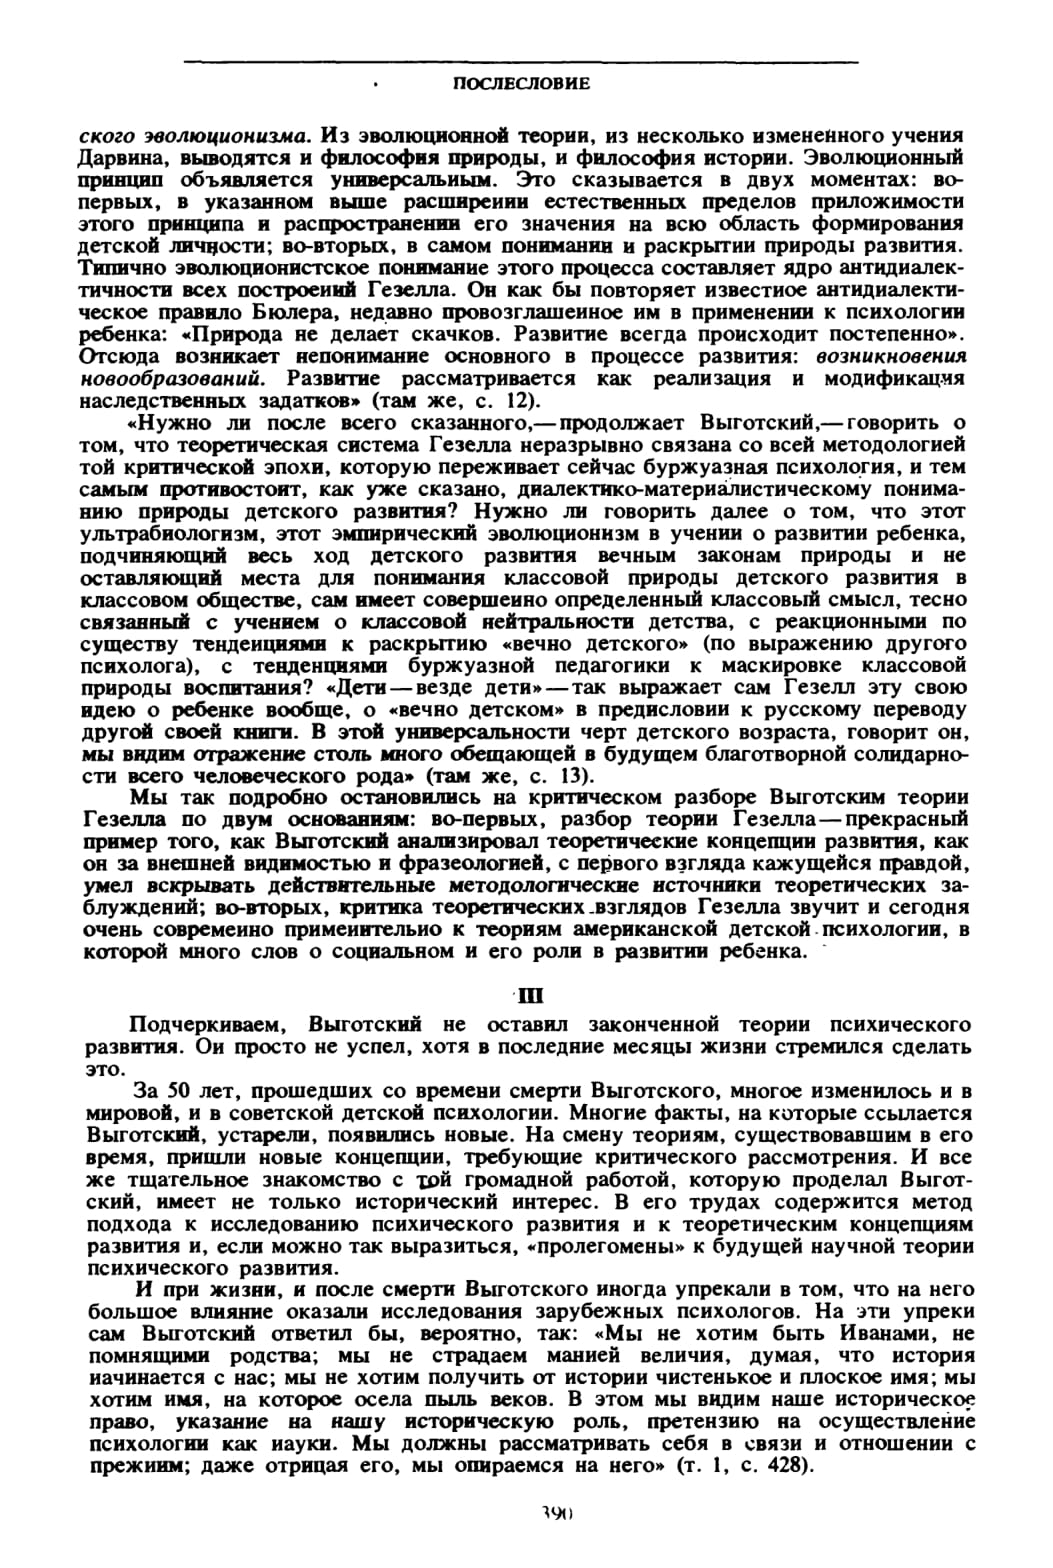 ПОСЛЕСЛОВИЕ
ского эволюционизма. Из эволюционной теории, из несколько измененного учения
Дарвина, выводятся и философия природы, и философия истории. Эволюционный
принцип объявляется универсальным. Это сказывается в двух моментах: во-
первых, в указанном выше расширении естественных пределов приложимости
этого принципа и распространении его значения на всю область формирования
детской личности; во-вторых, в самом понимании и раскрытии природы развития.
Типично эволюционистское понимание этого процесса составляет ядро антидиалек-
тичности всех построений Гезелла. Он как бы повторяет известное антидиалекти-
ческое правило Бюлера, недавно провозглашенное им в применении к психологии
ребенка: «Природа не делает скачков. Развитие всегда происходит постепенно».
Отсюда возникает непонимание основного в процессе развития: возникновения
новообразований. Развитие рассматривается как реализация и модификация
наследственных задатков» (там же, с. 12).
«Нужно ли после всего сказанного,—продолжает Выготский,—говорить о
том, что теоретическая система Гезелла неразрывно связана со всей методологией
той критической эпохи, которую переживает сейчас буржуазная психология, и тем
самым противостоит, как уже сказано, диалектико-материалистическому понима-
нию природы детского развития? Нужно ли говорить далее о том, что этот
ультрабиологизм, этот эмпирический эволюционизм в учении о развитии ребенка,
подчиняющий весь ход детского развития вечным законам природы и не
оставляющий места для понимания классовой природы детского развития в
классовом обществе, сам имеет совершенно определенный классовый смысл, тесно
связанный с учением о классовой нейтральности детства, с реакционными по
существу тенденциями к раскрытию «вечно детского» (по выражению другого
психолога), с тенденциями буржуазной педагогики к маскировке классовой
природы воспитания? «Дети—везде дети»—так выражает сам Гезелл эту свою
идею о ребенке вообще, о «вечно детском» в предисловии к русскому переводу
другой своей книги. В этой универсальности черт детского возраста, говорит он,
мы видим отражение столь много обещающей в будущем благотворной солидарно-
сти всего человеческого рода» (там же, с. 13).
Мы так подробно остановились на критическом разборе Выготским теории
Гезелла по двум основаниям: во-первых, разбор теории Гезелла—прекрасный
пример того, как Выготский анализировал теоретические концепции развития, как
он за внешней видимостью и фразеологией, с первого взгляда кажущейся правдой,
умел вскрывать действительные методологические источники теоретических за-
блуждений; во-вторых, критика теоретических взглядов Гезелла звучит и сегодня
очень современно применительно к теориям американской детской психологии, в
которой много слов о социальном и его роли в развитии ребенка.
III
Подчеркиваем, Выготский не оставил законченной теории психического
развития. Он просто не успел, хотя в последние месяцы жизни стремился сделать
это.
За 50 лет, прошедших со времени смерти Выготского, многое изменилось и в
мировой, и в советской детской психологии. Многие факты, на которые ссылается
Выготский, устарели, появились новые. На смену теориям, существовавшим в его
время, пришли новые концепции, требующие критического рассмотрения. И все
же тщательное знакомство с той громадной работой, которую проделал Выгот-
ский, имеет не только исторический интерес. В его трудах содержится метод
подхода к исследованию психического развития и к теоретическим концепциям
развития и, если можно так выразиться, «пролегомены» к будущей научной теории
психического развития.
И при жизни, и после смерти Выготского иногда упрекали в том, что на него
большое влияние оказали исследования зарубежных психологов. На эти упреки
сам Выготский ответил бы, вероятно, так: «Мы не хотим быть Иванами, не
помнящими родства; мы не страдаем манией величия, думая, что история
начинается с нас; мы не хотим получить от истории чистенькое и плоское имя; мы
хотим имя, на которое осела пыль веков. В этом мы видим наше историческое
право, указание на нашу историческую роль, претензию на осуществление
психологии как науки. Мы должны рассматривать себя в связи и отношении с
прежним; даже отрицая его, мы опираемся на него» (т. 1, с. 428).
390